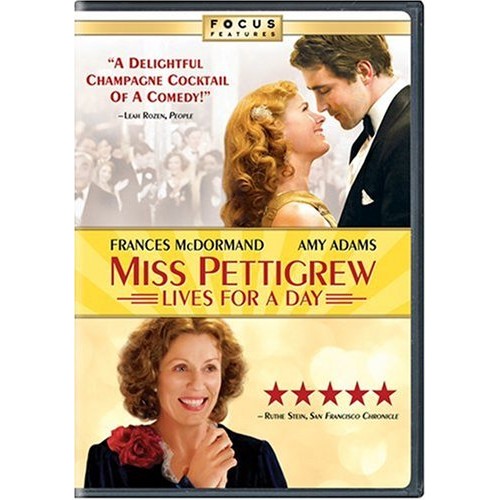 FOCUS
FEATURES
“A DELIGHTFUL
CHAMPAGNE COCKTAIL
OF A COMEDY!”
–LEAH ROZEN, PEOPLE
FRANCES McDORMAND AMY ADAMS
MISS PETTIGREW
LIVES FOR A DAY
– RUTHE STEIN, SAN FRANCISCO CHRONICLE